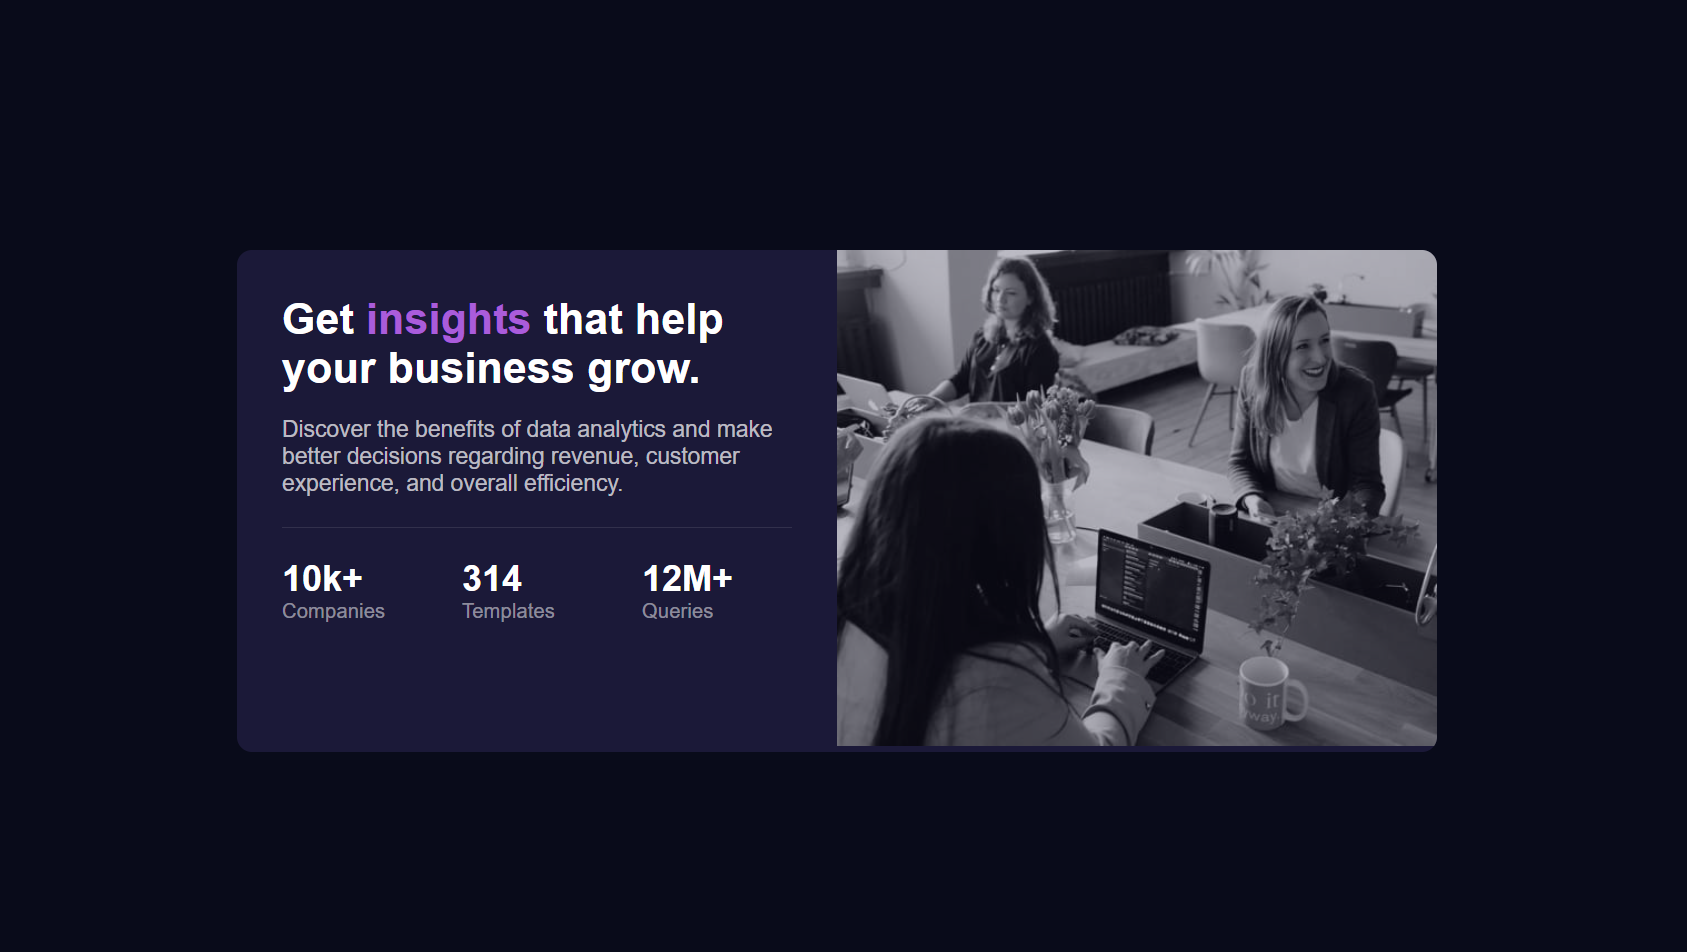 Get insights that help
your business grow.
Discover the benefits of data analytics and make
better decisions regarding revenue, customer
experience, and overall efficiency.
10k+ 314 12M+
Companies Templates Queries